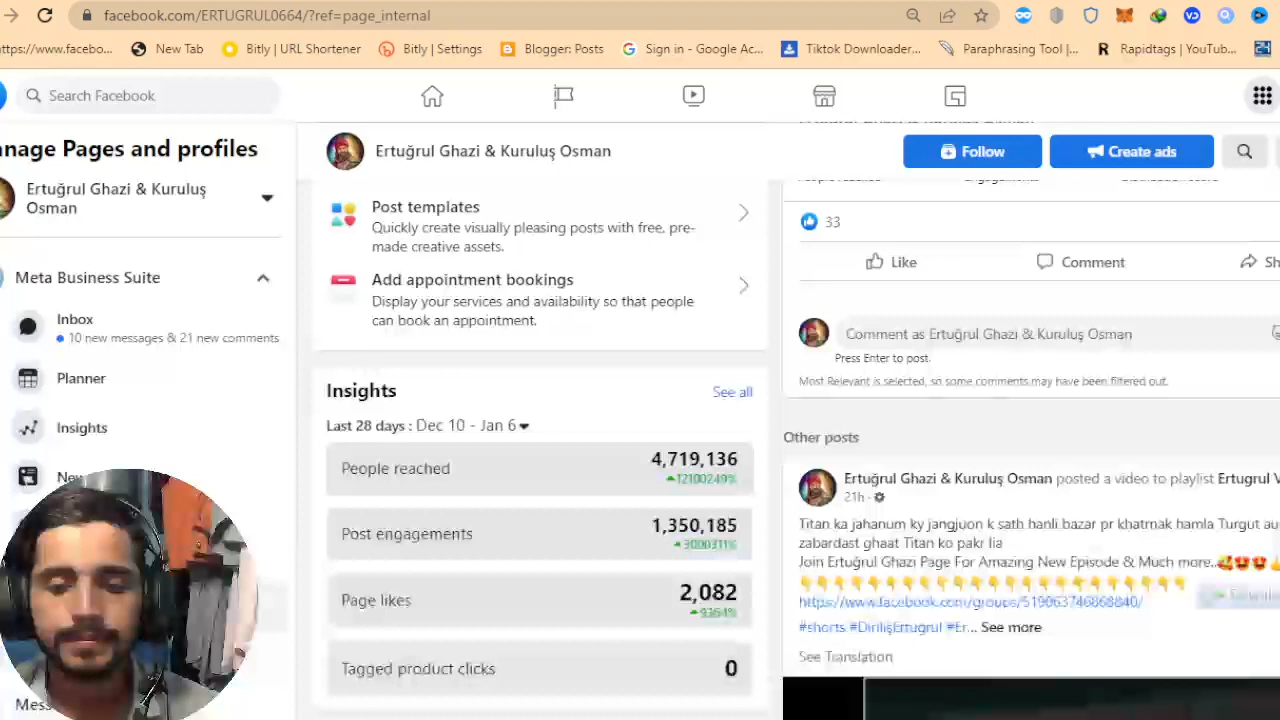 facebook.com/ERTUGRUL0664/?ref=page_internal
https://www.facebo...
New Tab
Bitly | URL Shortener
Bitly | Settings
Blogger: Posts
Sign in - Google Ac...
Tiktok Downloader...
Paraphrasing Tool |...
Rapidtags | YouTub...
Search Facebook
anage Pages and profiles
Ertuğrul Ghazi & Kuruluş
Osman
Meta Business Suite
Inbox
10 new messages & 21 new comments
Planner
Insights
Ertuğrul Ghazi & Kuruluş Osman
Follow
Create ads
Post templates
Quickly create visually pleasing posts with free, pre-
made creative assets.
Add appointment bookings
Display your services and availability so that people
can book an appointment.
Insights
See all
Last 28 days : Dec 10 - Jan 6
People reached
4,719,136
12100249%
Post engagements
1,350,185
3000311%
Page likes
2,082
9364%
Tagged product clicks
0
33
Like
Comment
Sh
Comment as Ertuğrul Ghazi & Kuruluş Osman
Press Enter to post.
Most Relevant is selected, so some comments may have been filtered out.
Other posts
Ertuğrul Ghazi & Kuruluş Osman posted a video to playlist Ertugrul V
21h
Titan ka jahanum ky jangjuon k sath hanli bazar pr khatrnak hamla Turgut au
zabardast ghaat Titan ko pakr lia
Join Ertuğrul Ghazi Page For Amazing New Episode & Much more..🥰😍😍👍
👇👇👇👇👇👇👇👇👇👇👇👇👇👇👇👇👇👇👇👇👇👇👇👇
https://www.facebook.com/groups/519063746868840/
#shorts #DirilişErtugrul #Er... See more
See Translation